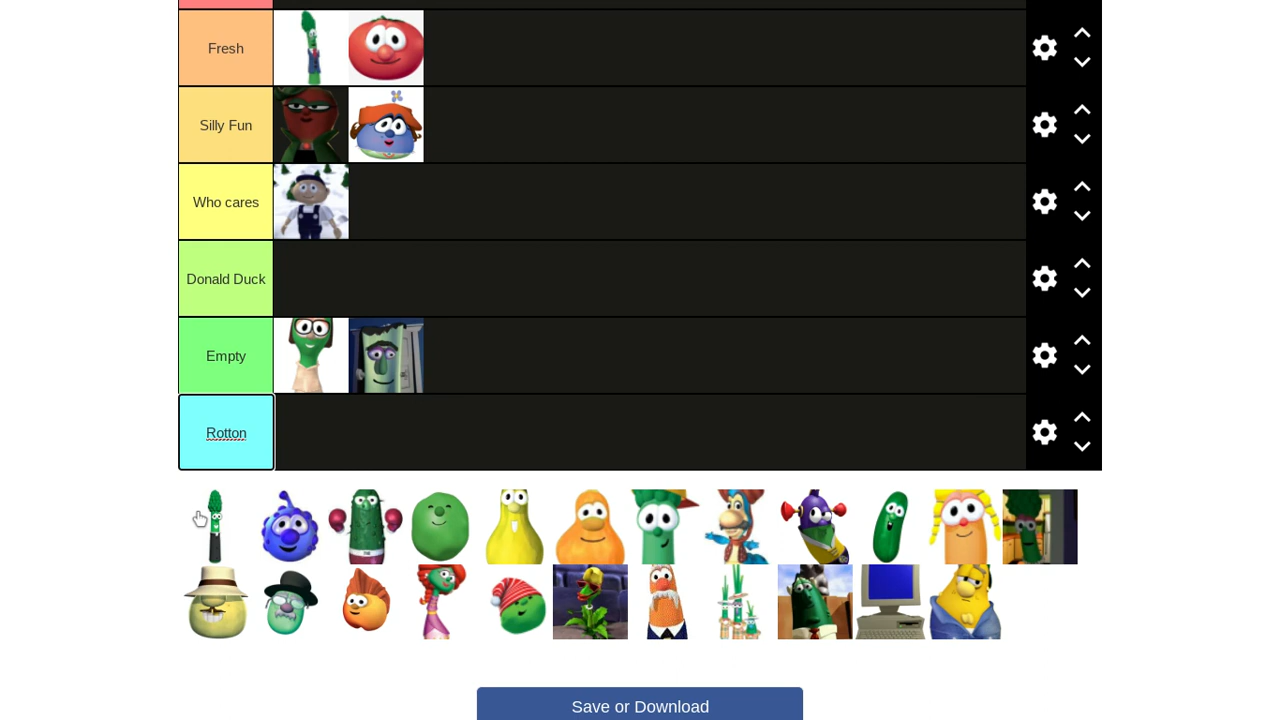 Fresh
Silly Fun
Who cares
Donald Duck
Empty
Rotton
Save or Download